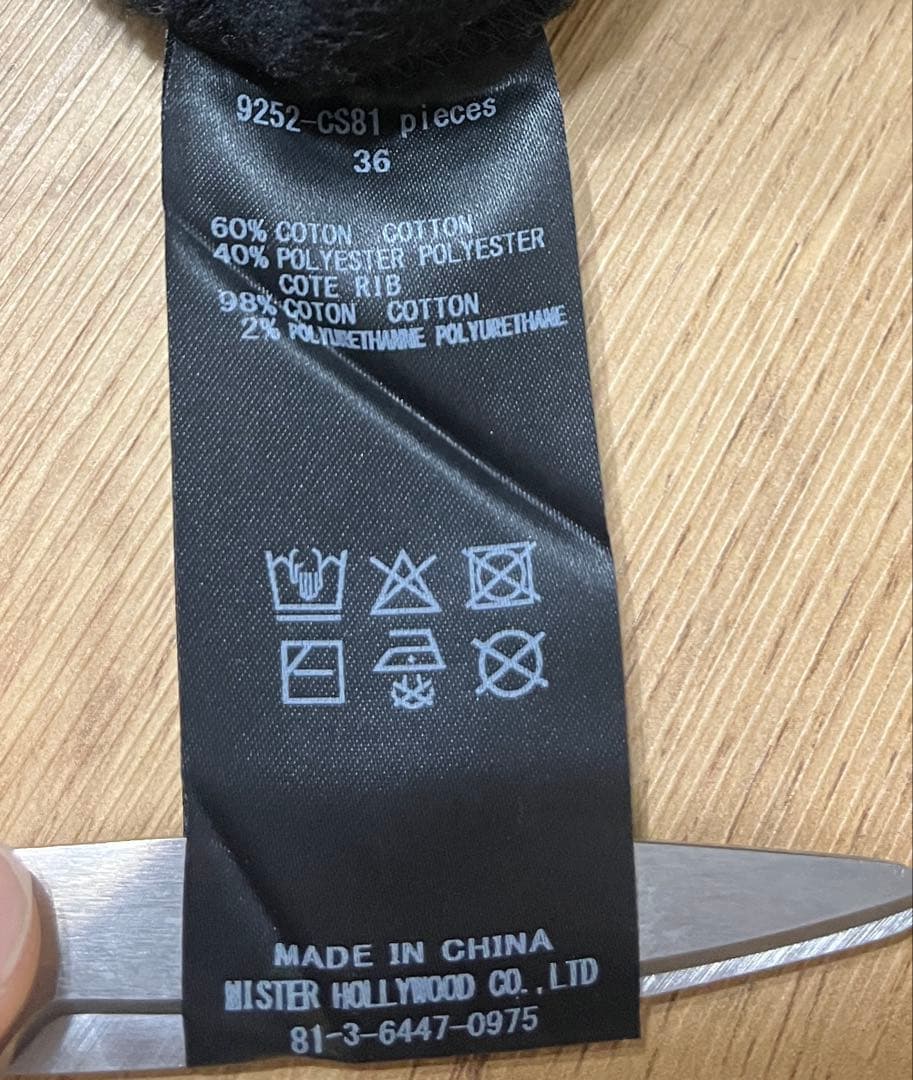 9252-CS81 pieces
36
60% COTON COTTON
40% POLYESTER POLYESTER
COTE RIB
98% COTON COTTON
2% POLYURETHANNE POLYURETHANE
MADE IN CHINA
MISTER HOLLYWOOD CO.,LTD
81-3-6447-0975